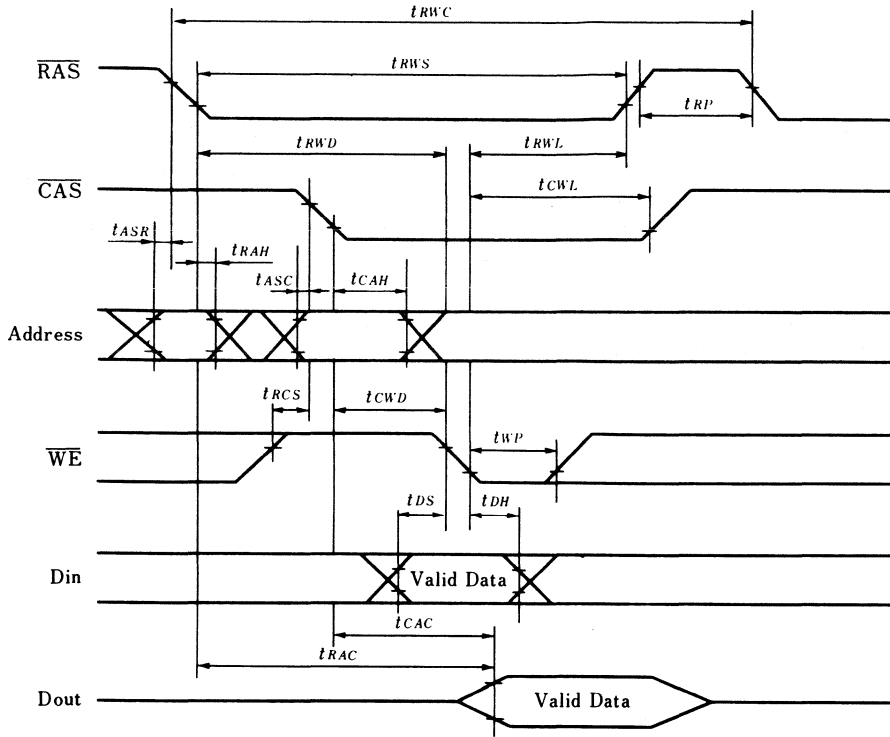 tRWC
RAS
tRWS
tRP
tRWD
tRWL
CAS
tCWL
tASR
tRAH
tASC
tCAH
Address
tRCS
tCWD
WE
tWP
tDS
tDH
Din
Valid Data
tCAC
tRAC
Dout
Valid Data